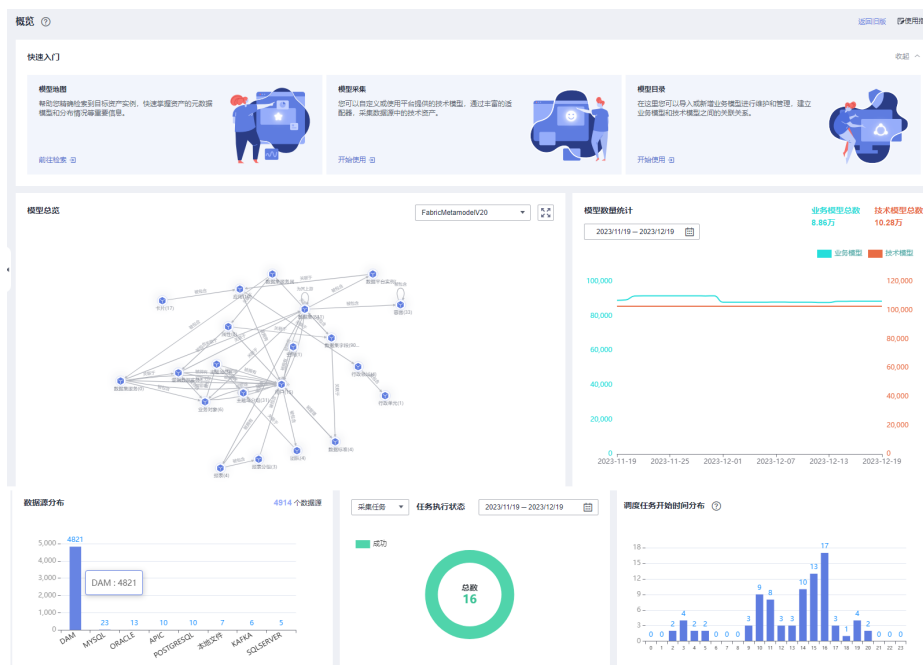 概览
返回旧版
使用指
快速入门
收起
模型地图
帮助您精确检索到目标资产实例，快速掌握资产的元数据
模型和分布情况等重要信息。
前往检索
模型采集
您可以自定义或使用平台提供的技术模型，通过丰富的适
配器，采集数据源中的技术资产。
开始使用
模型目录
在这里您可以导入或新增业务模型进行维护和管理，建立
业务模型和技术模型之间的关联关系。
开始使用
模型总览
FabricMetamodelV20
模型数量统计
业务模型总数
8.86万
技术模型总数
10.28万
2023/11/19 – 2023/12/19
业务模型
技术模型
100,000
80,000
60,000
40,000
20,000
0
120,000
100,000
80,000
60,000
40,000
20,000
0
2023-11-19
2023-11-25
2023-12-01
2023-12-07
2023-12-13
2023-12-19
业务对象(6)
数据标准(4)
行政单位(1)
数据源分布
4914 个数据源
5,000
4,000
3,000
2,000
1,000
0
4821
23
13
10
10
7
6
5
DAM : 4821
DAM
MYSQL
ORACLE
APIC
POSTGRESQL
本地文件
KAFKA
SQLSERVER
采集任务
任务执行状态
2023/11/19 – 2023/12/19
成功
总数
16
调度任务开始时间分布
18
15
12
9
6
3
0
0 0 2 4 2 2 0 0 0 3 9 8 3 3 10 13 17 3 1 4 2 0 0 0
0 1 2 3 4 5 6 7 8 9 10 11 12 13 14 15 16 17 18 19 20 21 22 23